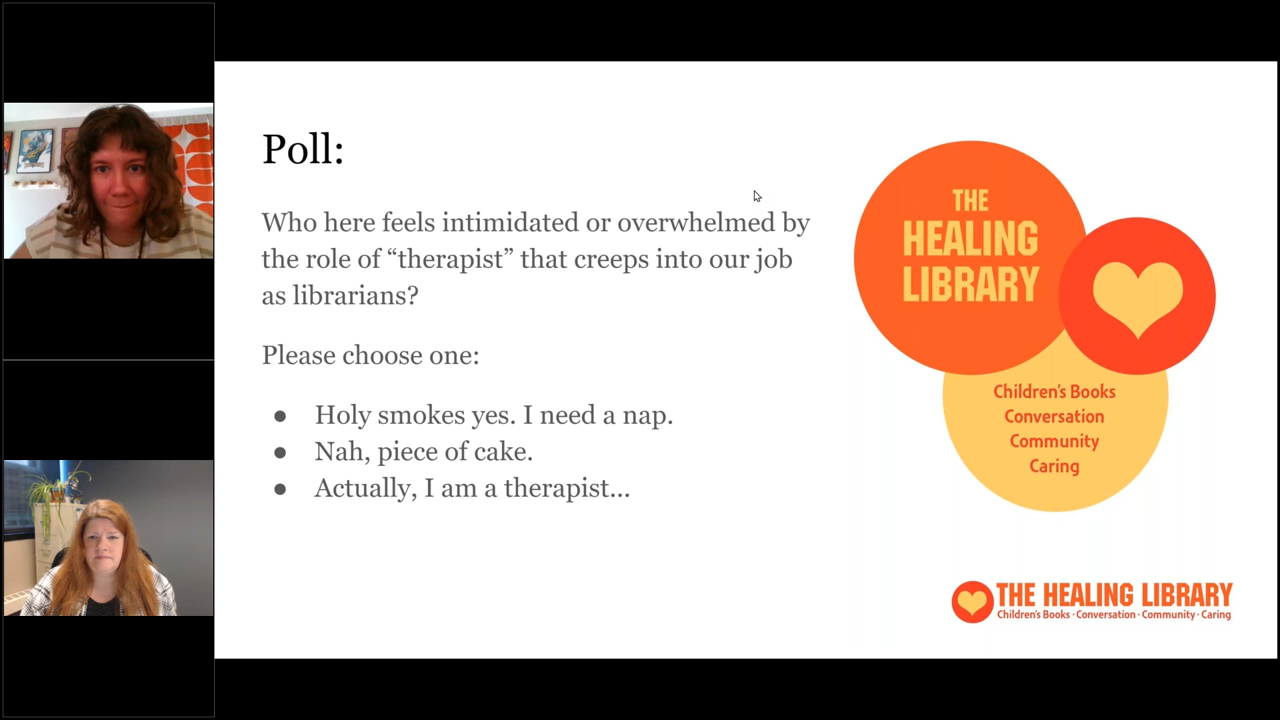 Poll:
Who here feels intimidated or overwhelmed by
the role of “therapist” that creeps into our job
as librarians?
Please choose one:
● Holy smokes yes. I need a nap.
● Nah, piece of cake.
● Actually, I am a therapist...
THE
HEALING
LIBRARY
Children's Books
Conversation
Community
Caring
THE HEALING LIBRARY
Children's Books · Conversation · Community · Caring